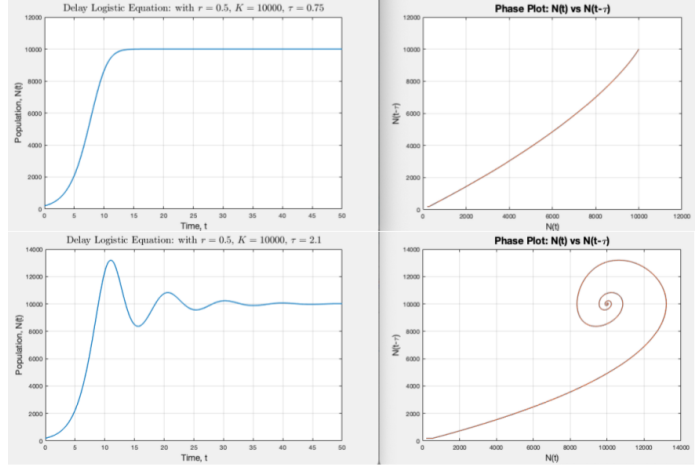 Delay Logistic Equation: with r = 0.5, K = 10000, τ = 0.75
12000
10000
8000
6000
4000
2000
0
Population, N(t)
0 5 10 15 20 25 30 35 40 45 50
Time, t
Phase Plot: N(t) vs N(t-τ)
12000
10000
8000
6000
4000
2000
0
N(t-τ)
0 2000 4000 6000 8000 10000 12000
N(t)
Delay Logistic Equation: with r = 0.5, K = 10000, τ = 2.1
14000
12000
10000
8000
6000
4000
2000
0
Population, N(t)
0 5 10 15 20 25 30 35 40 45 50
Time, t
Phase Plot: N(t) vs N(t-τ)
14000
12000
10000
8000
6000
4000
2000
0
N(t-τ)
0 2000 4000 6000 8000 10000 12000 14000
N(t)